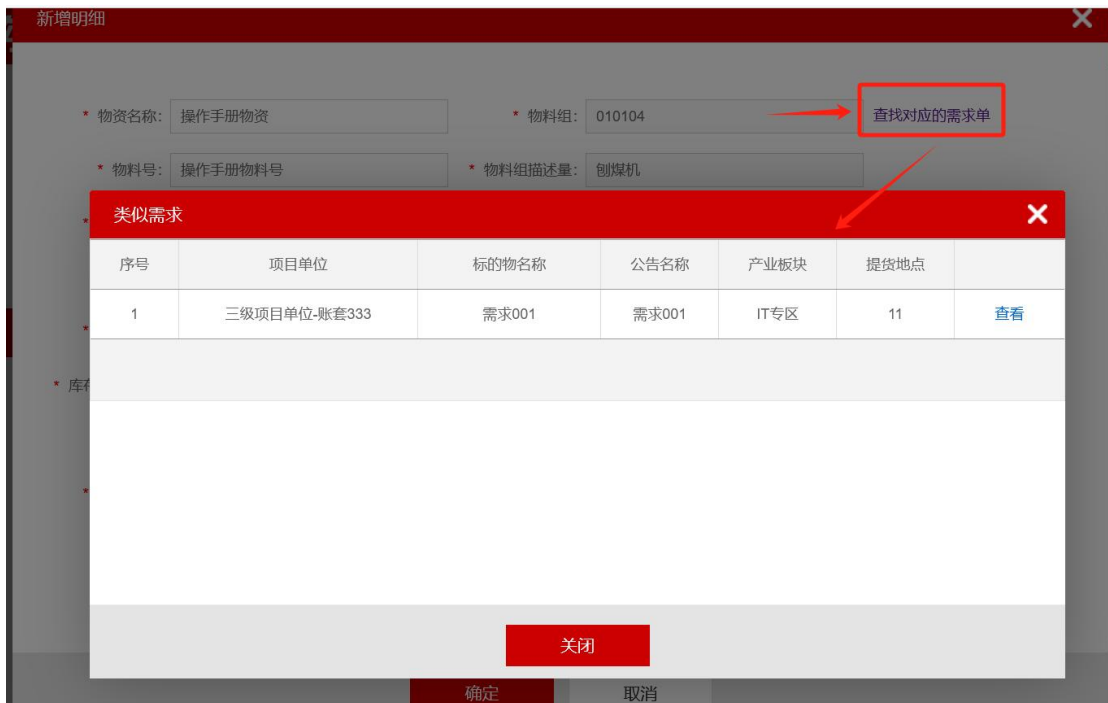 新增明细
* 物资名称: 操作手册物资 * 物料组: 010104 查找对应的需求单
* 物料号: 操作手册物料号 * 物料组描述量: 刨煤机
类似需求
序号 项目单位 标的物名称 公告名称 产业板块 提货地点
1 三级项目单位-账套333 需求001 需求001 IT专区 11 查看
* 库存
关闭
确定 取消